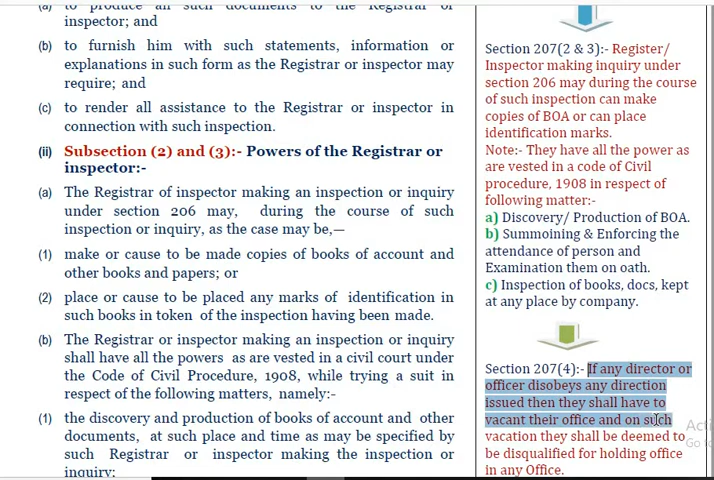 (a) to produce all such documents to the Registrar or
inspector; and
(b) to furnish him with such statements, information or
explanations in such form as the Registrar or inspector may
require; and
(c) to render all assistance to the Registrar or inspector in
connection with such inspection.
(ii) Subsection (2) and (3):- Powers of the Registrar or
inspector:-
(a) The Registrar of inspector making an inspection or inquiry
under section 206 may, during the course of such
inspection or inquiry, as the case may be,—
(1) make or cause to be made copies of books of account and
other books and papers; or
(2) place or cause to be placed any marks of identification in
such books in token of the inspection having been made.
(b) The Registrar or inspector making an inspection or inquiry
shall have all the powers as are vested in a civil court under
the Code of Civil Procedure, 1908, while trying a suit in
respect of the following matters, namely:-
(1) the discovery and production of books of account and other
documents, at such place and time as may be specified by
such Registrar or inspector making the inspection or
inquiry;
Section 207(2 & 3):- Register/
Inspector making inquiry under
section 206 may during the course
of such inspection can make
copies of BOA or can place
identification marks.
Note:- They have all the power as
are vested in a code of Civil
procedure, 1908 in respect of
following matter:-
a) Discovery/ Production of BOA.
b) Summoining & Enforcing the
attendance of person and
Examination them on oath.
c) Inspection of books, docs, kept
at any place by company.
Section 207(4):- If any director or
officer disobeys any direction
issued then they shall have to
vacant their office and on such
vacation they shall be deemed to
be disqualified for holding office
in any Office.
Acti
Go to